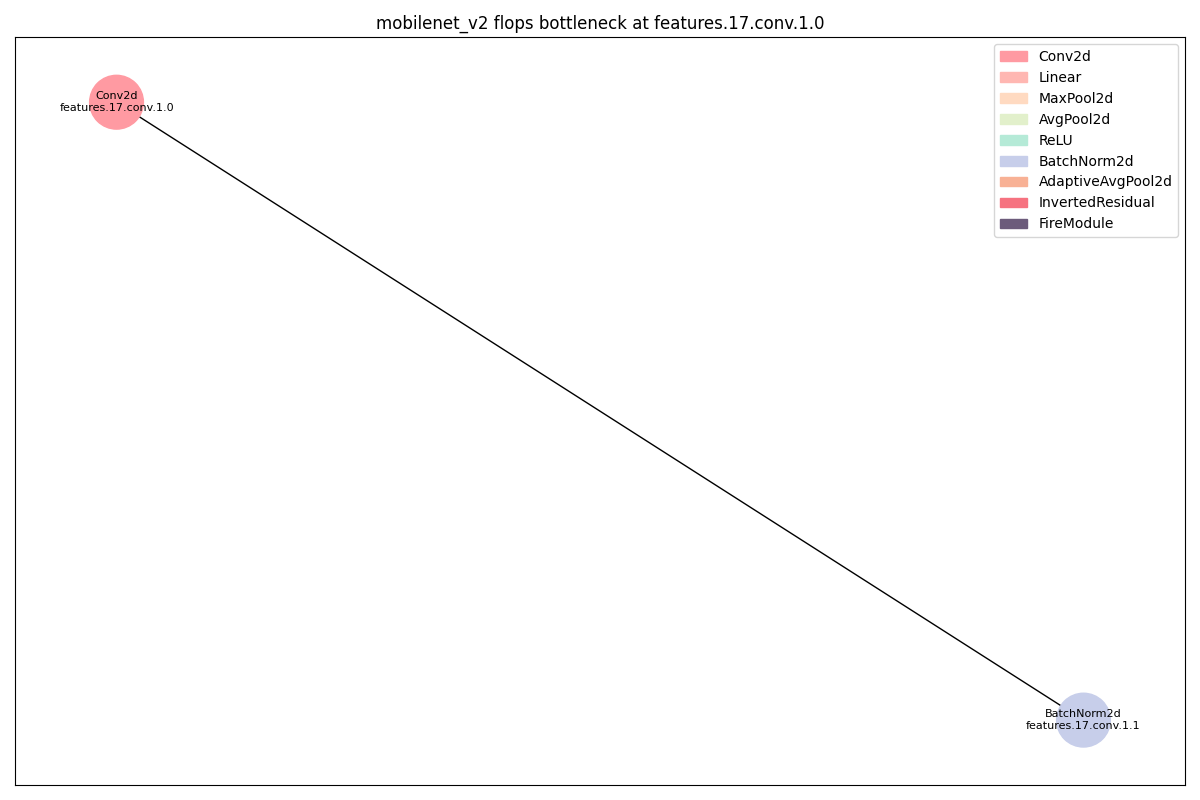 mobilenet_v2 flops bottleneck at features.17.conv.1.0
Conv2d
features.17.conv.1.0
Conv2d
Linear
MaxPool2d
AvgPool2d
ReLU
BatchNorm2d
AdaptiveAvgPool2d
InvertedResidual
FireModule
BatchNorm2d
features.17.conv.1.1